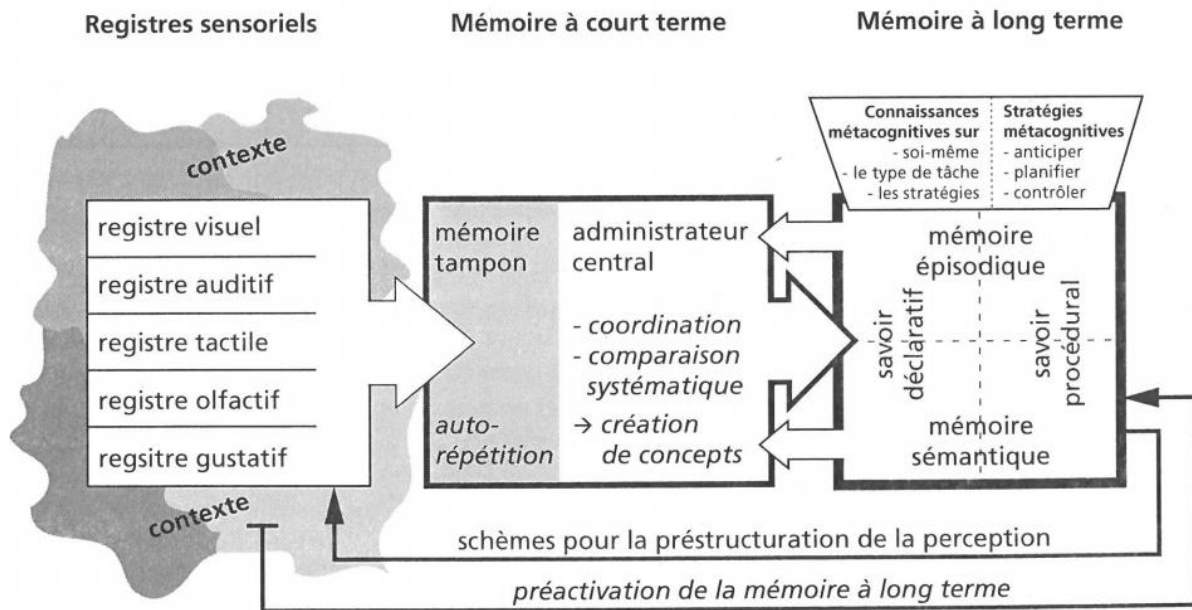 Registres sensoriels
Mémoire à court terme
Mémoire à long terme
contexte
registre visuel
registre auditif
registre tactile
registre olfactif
regsitre gustatif
contexte
mémoire
tampon
auto-
répétition
administrateur
central
- coordination
- comparaison
systématique
→ création
de concepts
Connaissances
métacognitives sur
- soi-même
- le type de tâche
- les stratégies
Stratégies
métacognitives
- anticiper
- planifier
- contrôler
mémoire
épisodique
savoir
déclaratif
savoir
procédural
mémoire
sémantique
schèmes pour la préstructuration de la perception
préactivation de la mémoire à long terme